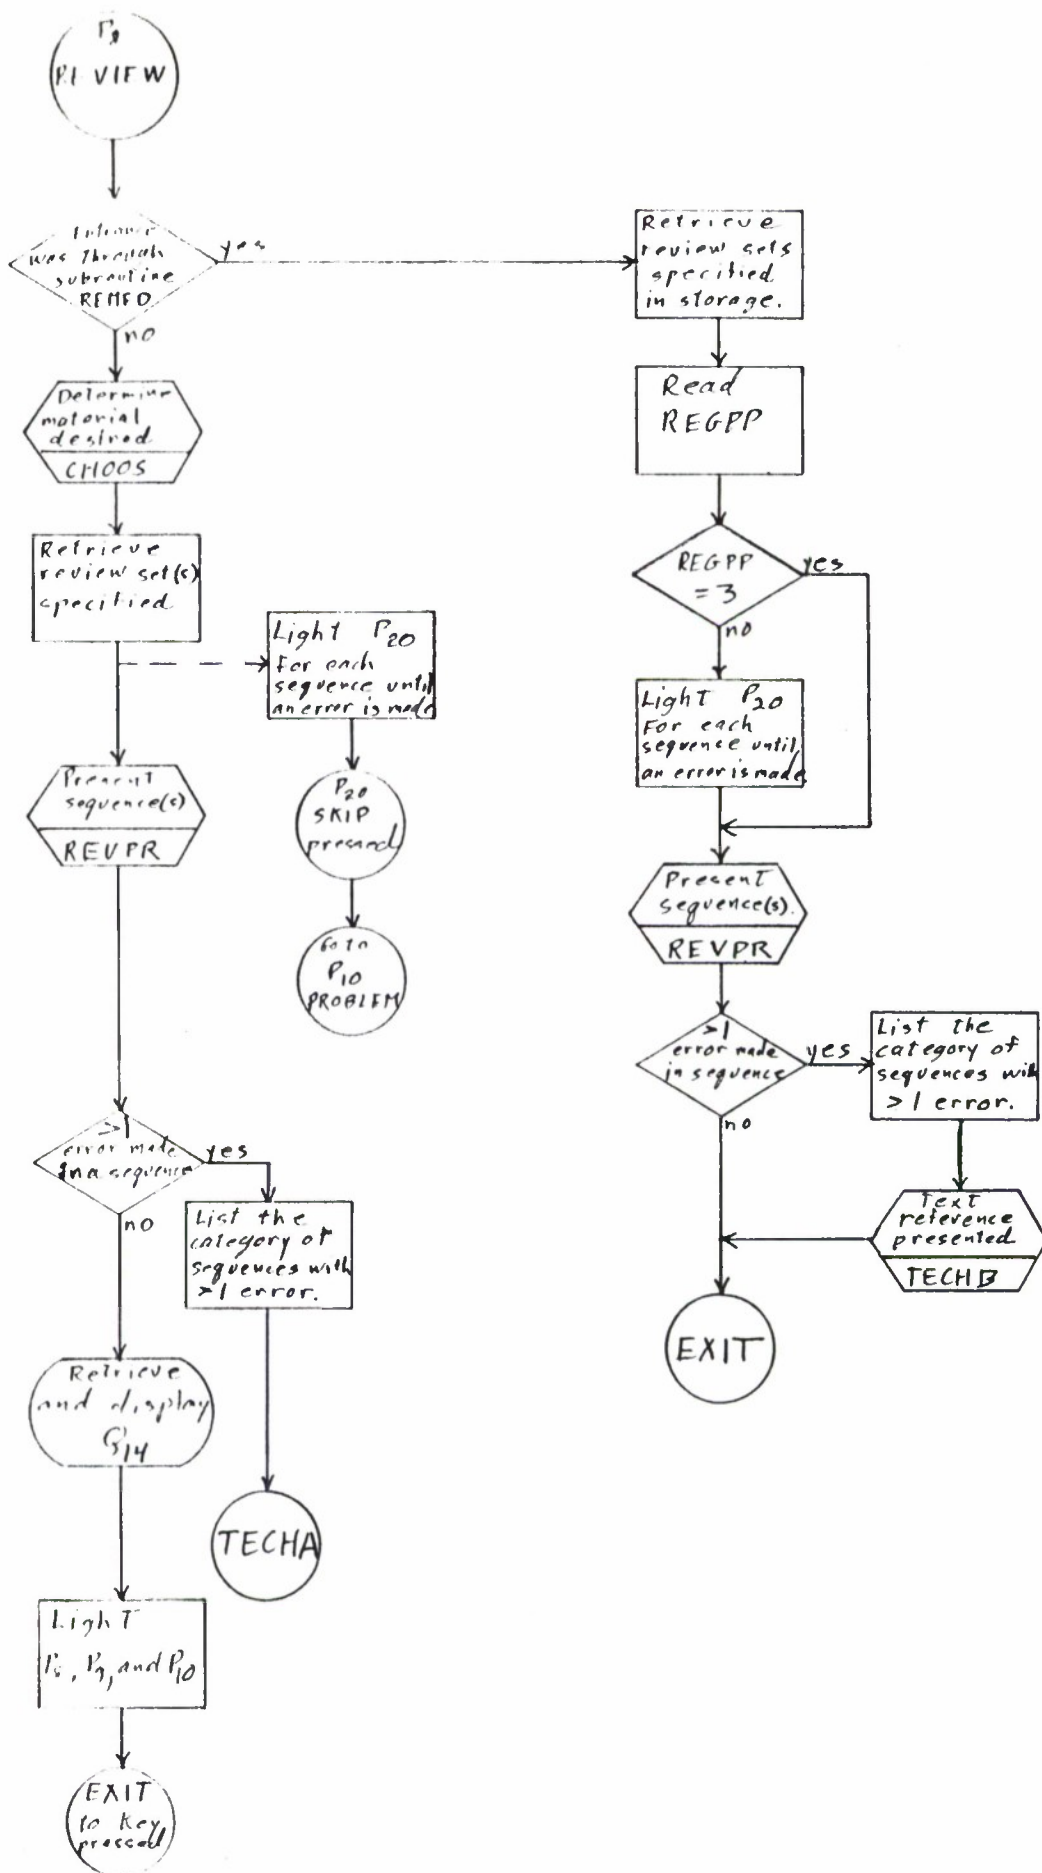 REVIEW
Entrance
was through
subroutine
REMED
yes
no
Determine
material
desired
CHOOS
Retrieve
review set(s)
specified
Light P20
For each
sequence until
an error is made
P20
SKIP
pressed
Go to
P10
PROBLEM
Present
sequence(s)
REVPR
>1
error made
in a sequence
yes
no
List the
category of
sequences with
>1 error.
TECHA
Retrieve
and display
Light
and P10
EXIT
to key
pressed
Retrieve
review sets
specified
in storage.
Read
REGPP
REGPP
=3
yes
no
Light P20
For each
sequence until
an error is made.
Present
sequence(s).
REVPR
>1
error made
in sequence
yes
no
List the
category of
sequences with
>1 error.
Text
reference
presented
TECHB
EXIT